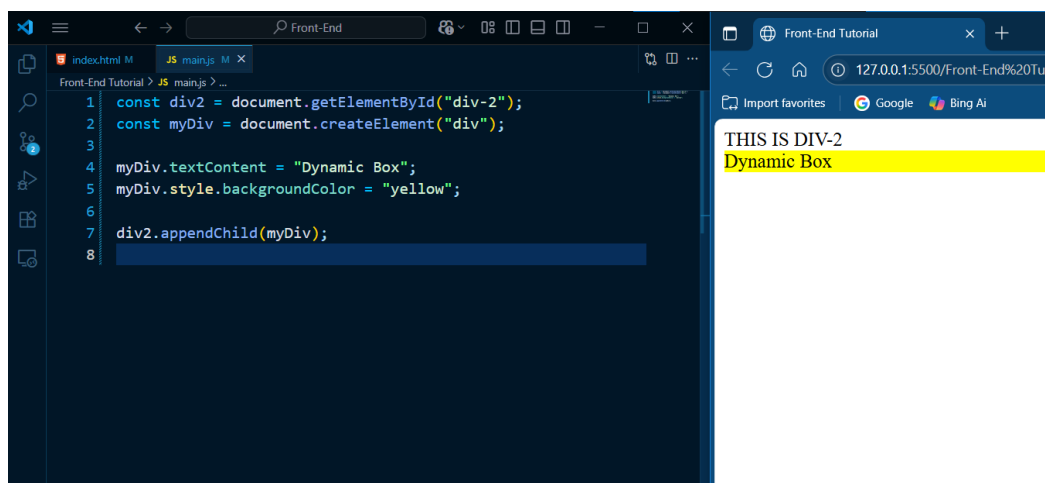 Front-End
index.html M JS main.js M
Front-End Tutorial > JS main.js > ...
1 const div2 = document.getElementById("div-2");
2 const myDiv = document.createElement("div");
3
4 myDiv.textContent = "Dynamic Box";
5 myDiv.style.backgroundColor = "yellow";
6
7 div2.appendChild(myDiv);
8
2
Front-End Tutorial
127.0.0.1:5500/Front-End%20Tu
Import favorites Google Bing Ai
THIS IS DIV-2
Dynamic Box